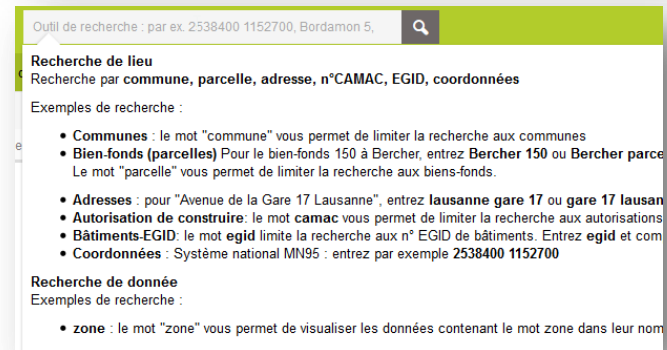 Outil de recherche : par ex. 2538400 1152700, Bordamon 5,
Recherche de lieu
Recherche par commune, parcelle, adresse, n°CAMAC, EGID, coordonnées
Exemples de recherche :
• Communes : le mot "commune" vous permet de limiter la recherche aux communes
• Bien-fonds (parcelles) Pour le bien-fonds 150 à Bercher, entrez Bercher 150 ou Bercher parce
Le mot "parcelle" vous permet de limiter la recherche aux biens-fonds.
• Adresses : pour "Avenue de la Gare 17 Lausanne", entrez lausanne gare 17 ou gare 17 lausan
• Autorisation de construire: le mot camac vous permet de limiter la recherche aux autorisations
• Bâtiments-EGID: le mot egid limite la recherche aux n° EGID de bâtiments. Entrez egid et com
• Coordonnées : Système national MN95 : entrez par exemple 2538400 1152700
Recherche de donnée
Exemples de recherche :
• zone : le mot "zone" vous permet de visualiser les données contenant le mot zone dans leur nom